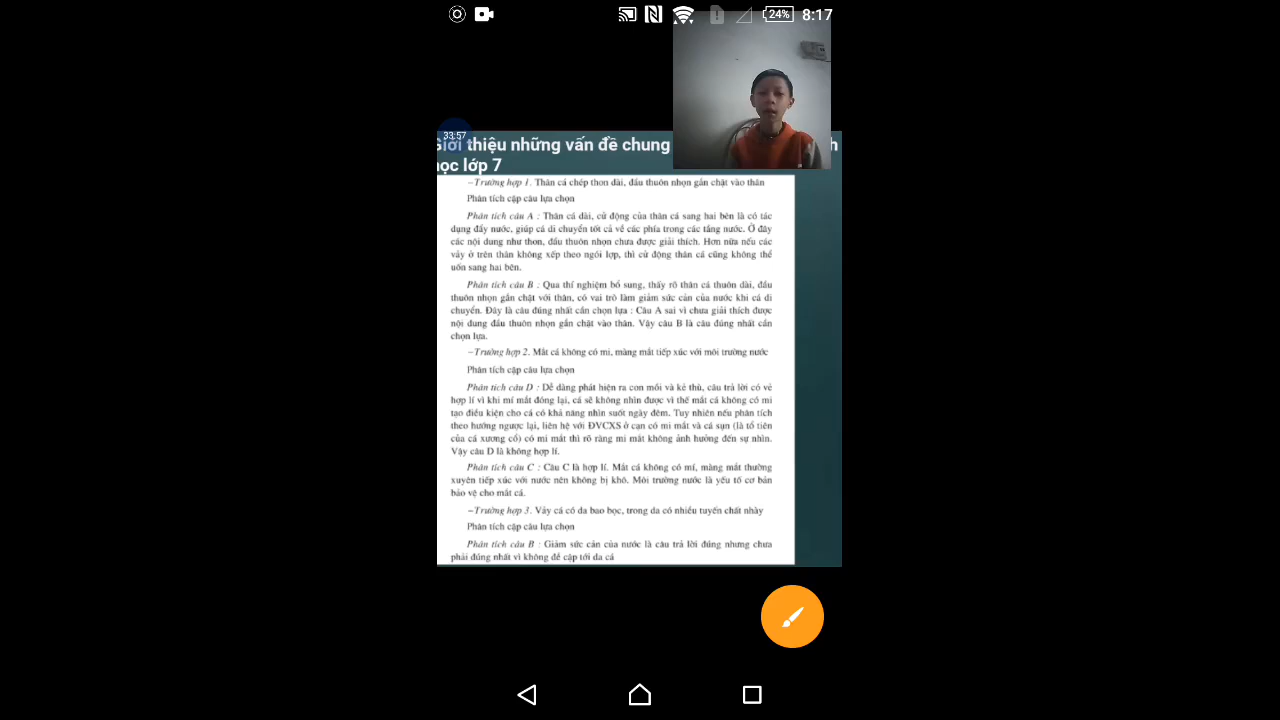 24% 8:17
33:57
Giới thiệu những vấn đề chung
học lớp 7
–Trường hợp 1. Thân cá chép thon dài, đầu thuôn nhọn gắn chặt vào thân
Phân tích cặp câu lựa chọn
Phân tích câu A : Thân cá dài, cử động của thân cá sang hai bên là có tác
dụng đẩy nước, giúp cá di chuyển tốt cả về các phía trong các tầng nước. Ở đây
các nội dung như thon, đầu thuôn nhọn chưa được giải thích. Hơn nữa nếu các
vảy ở trên thân không xếp theo ngói lợp, thì cử động thân cá cũng không thể
uốn sang hai bên.
Phân tích câu B : Qua thí nghiệm bổ sung, thấy rõ thân cá thuôn dài, đầu
thuôn nhọn gắn chặt với thân, có vai trò làm giảm sức cản của nước khi cá di
chuyển. Đây là câu đúng nhất cần chọn lựa : Câu A sai vì chưa giải thích được
nội dung đầu thuôn nhọn gắn chặt vào thân. Vậy câu B là câu đúng nhất cần
chọn lựa.
–Trường hợp 2. Mắt cá không có mi, màng mắt tiếp xúc với môi trường nước
Phân tích cặp câu lựa chọn
Phân tích câu D : Dễ dàng phát hiện ra con mồi và kẻ thù, câu trả lời có vẻ
hợp lí vì khi mí mắt đóng lại, cá sẽ không nhìn được vì thế mắt cá không có mi
tạo điều kiện cho cá có khả năng nhìn suốt ngày đêm. Tuy nhiên nếu phân tích
theo hướng ngược lại, liên hệ với ĐVCXS ở cạn có mi mắt và cá sụn (là tổ tiên
của cá xương cổ) có mi mắt thì rõ ràng mi mắt không ảnh hưởng đến sự nhìn.
Vậy câu D là không hợp lí.
Phân tích câu C : Câu C là hợp lí. Mắt cá không có mí, màng mắt thường
xuyên tiếp xúc với nước nên không bị khô. Môi trường nước là yếu tố cơ bản
bảo vệ cho mắt cá.
–Trường hợp 3. Vảy cá có da bao bọc, trong da có nhiều tuyến chất nhày
Phân tích cặp câu lựa chọn
Phân tích câu B : Giảm sức cản của nước là câu trả lời đúng nhưng chưa
phải đúng nhất vì không đề cập tới da cá